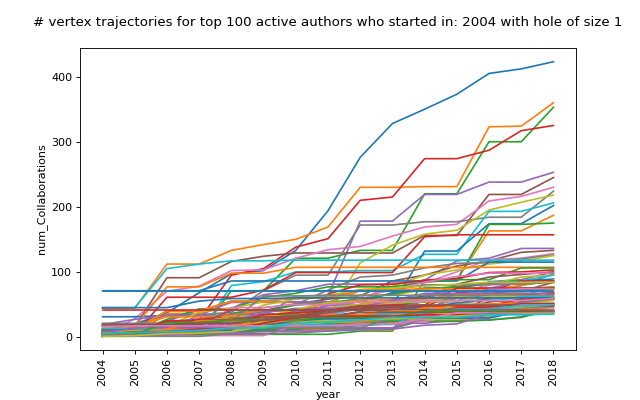 # vertex trajectories for top 100 active authors who started in: 2004 with hole of size 1
num_Collaborations
400
300
200
100
0
2004 2005 2006 2007 2008 2009 2010 2011 2012 2013 2014 2015 2016 2017 2018
year